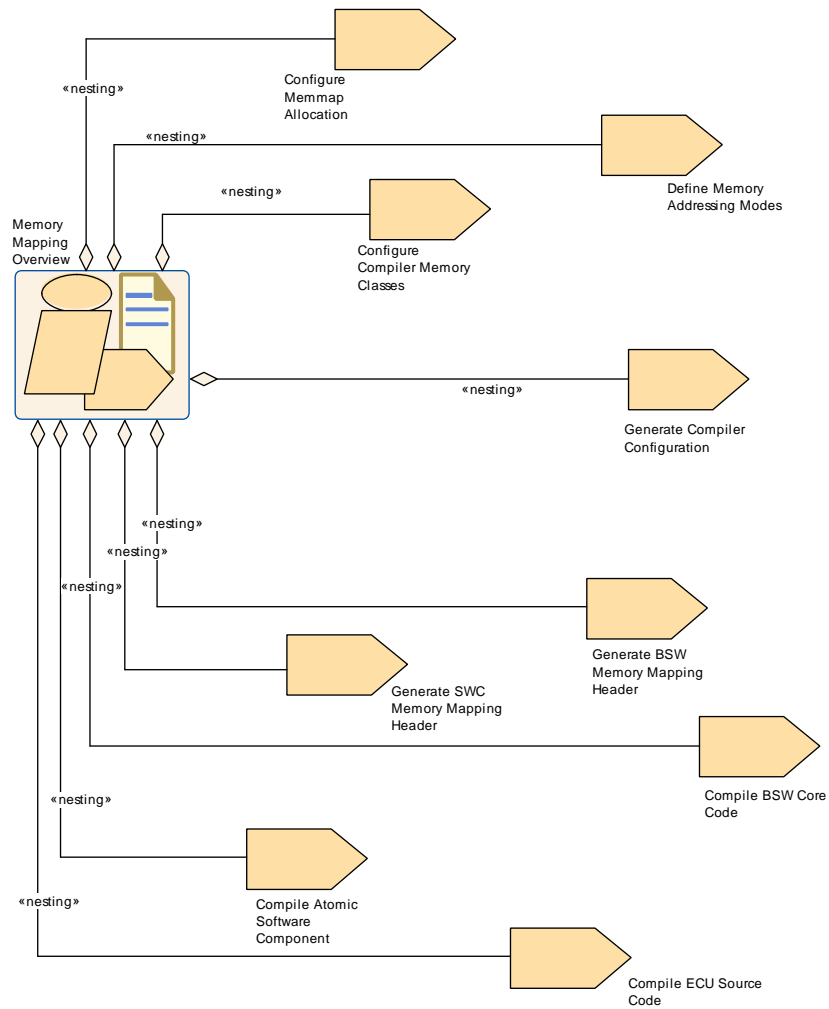 Configure
Memmap
Allocation
«nesting»
«nesting»
Define Memory
Addressing Modes
«nesting»
Memory
Mapping
Overview
Configure
Compiler Memory
Classes
«nesting»
Generate Compiler
Configuration
«nesting»
«nesting»
«nesting»
Generate BSW
Memory Mapping
Header
Generate SWC
Memory Mapping
Header
Compile BSW Core
Code
«nesting»
Compile Atomic
Software
Component
«nesting»
Compile ECU Source
Code